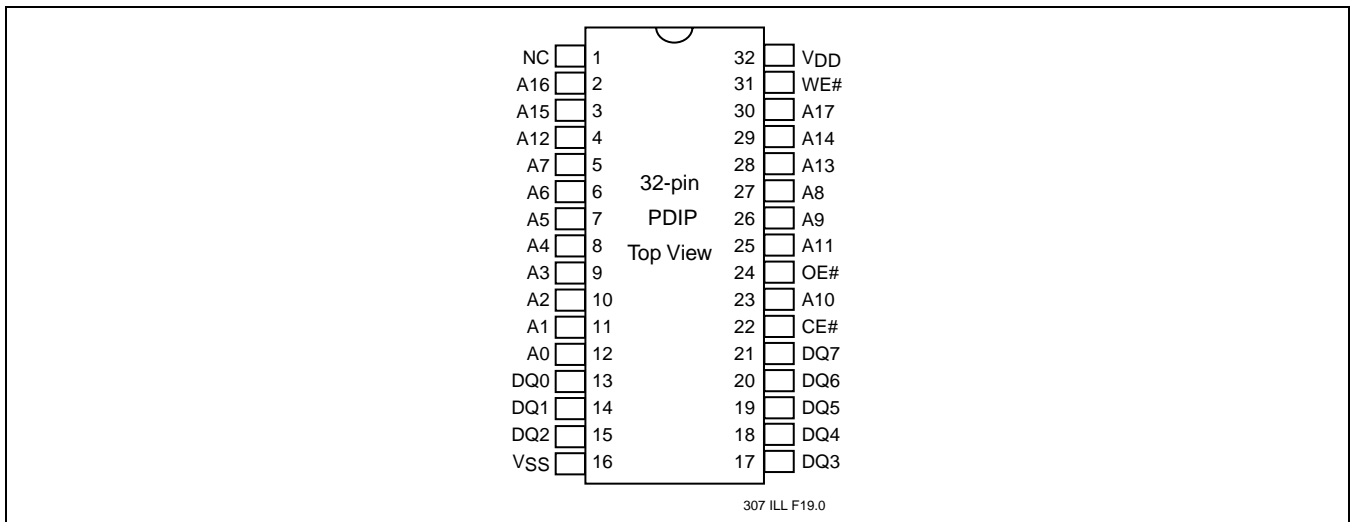 NC 1 32 VDD
A16 2 31 WE#
A15 3 30 A17
A12 4 29 A14
A7 5 28 A13
A6 6 32-pin 27 A8
A5 7 PDIP 26 A9
A4 8 Top View 25 A11
A3 9 24 OE#
A2 10 23 A10
A1 11 22 CE#
A0 12 21 DQ7
DQ0 13 20 DQ6
DQ1 14 19 DQ5
DQ2 15 18 DQ4
VSS 16 17 DQ3
307 ILL F19.0